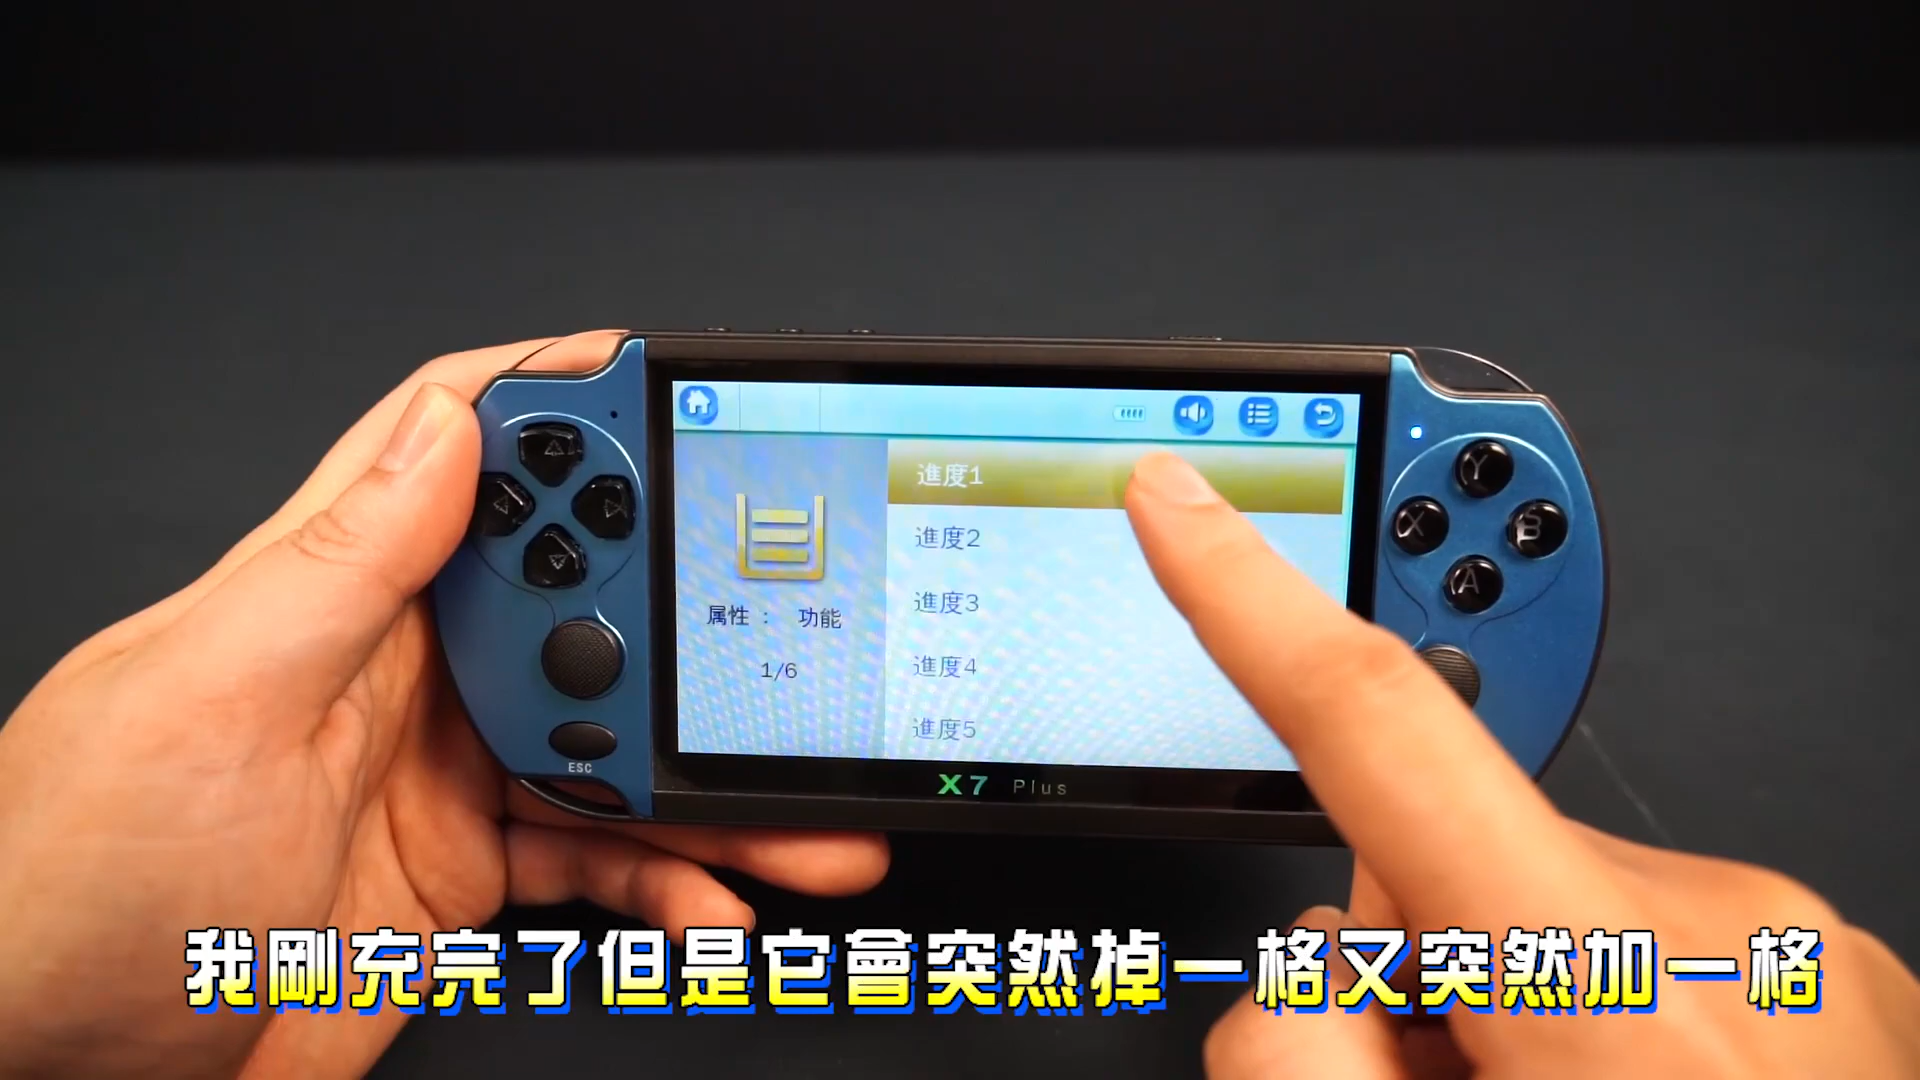 進度1
進度2
進度3
進度4
進度5
属性： 功能
1/6
Y
X
B
A
ESC
X7 Plus
我剛充完了但是它會突然掉一格又突然加一格